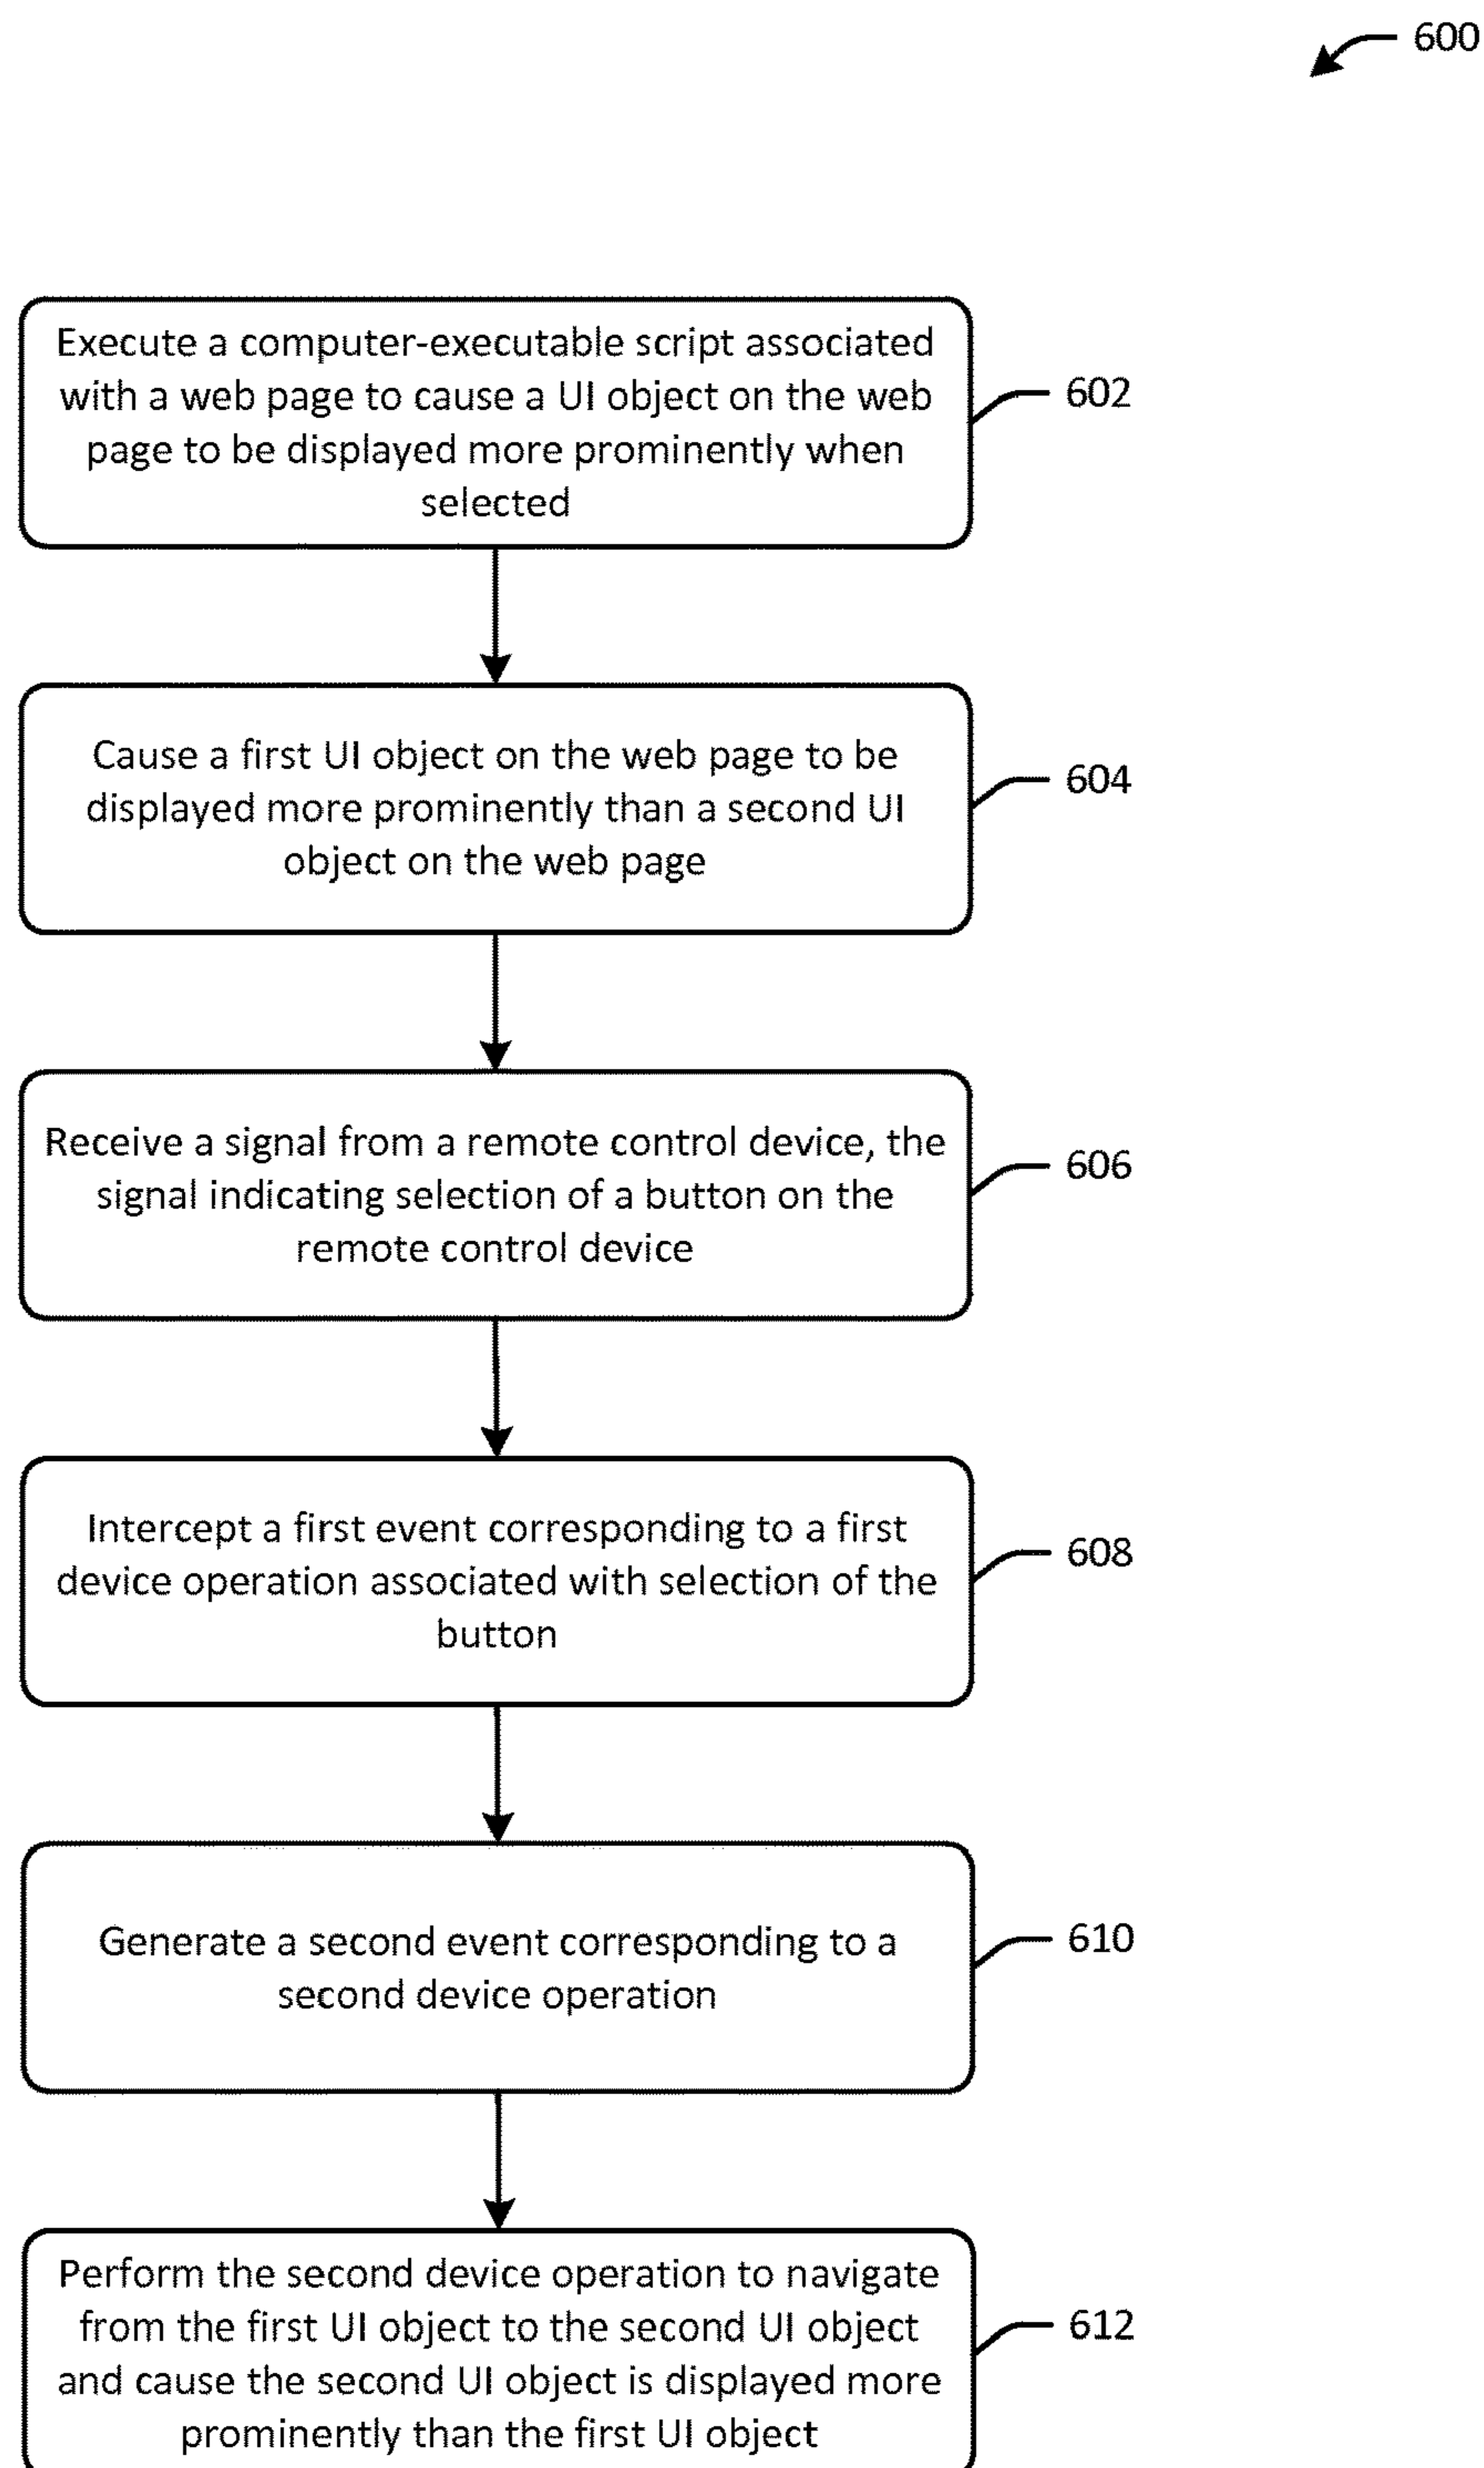 600
Execute a computer-executable script associated
with a web page to cause a UI object on the web
page to be displayed more prominently when
selected
602
Cause a first UI object on the web page to be
displayed more prominently than a second UI
object on the web page
604
Receive a signal from a remote control device, the
signal indicating selection of a button on the
remote control device
606
Intercept a first event corresponding to a first
device operation associated with selection of the
button
608
Generate a second event corresponding to a
second device operation
610
Perform the second device operation to navigate
from the first UI object to the second UI object
and cause the second UI object is displayed more
prominently than the first UI object
612